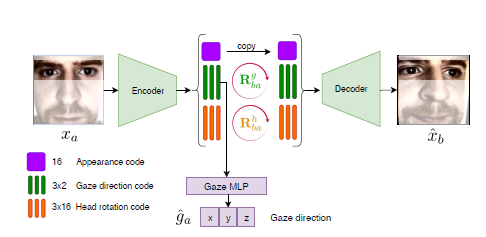 copy
Encoder
R^g_ba
Decoder
R^h_ba
x_a
x̂_b
16 Appearance code
3x2 Gaze direction code
3x16 Head rotation code
Gaze MLP
ĝ_a x y z Gaze direction